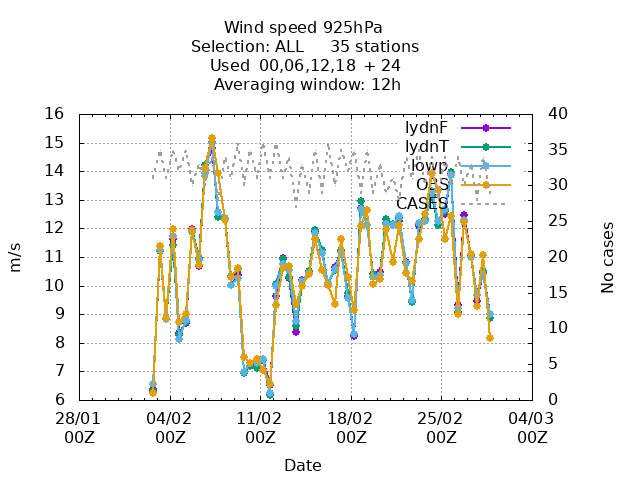 Wind speed 925hPa
Selection: ALL 35 stations
Used 00,06,12,18 + 24
Averaging window: 12h
16
15
14
13
12
11
10
9
8
7
6
m/s
40
35
30
25
20
15
10
5
0
No cases
lydnF
lydnT
lowp
OBS
CASES
28/01 04/02 11/02 18/02 25/02 04/03
00Z 00Z 00Z 00Z 00Z 00Z
Date